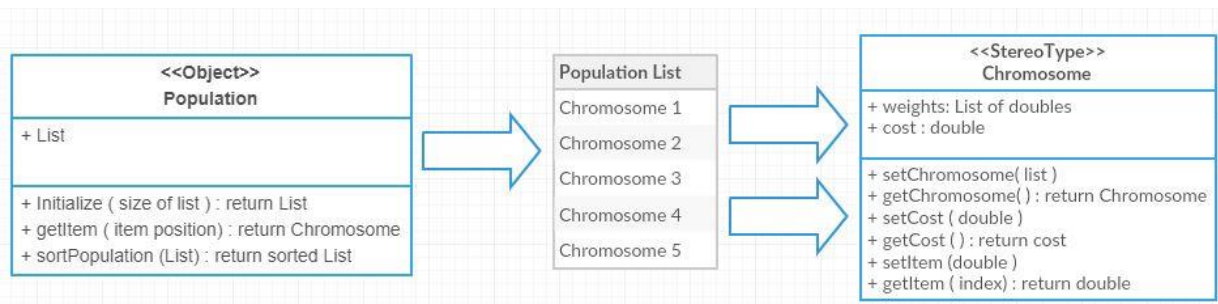 <<Object>>
Population
+ List
+ Initialize ( size of list ) : return List
+ getItem ( item position) : return Chromosome
+ sortPopulation (List) : return sorted List
Population List
Chromosome 1
Chromosome 2
Chromosome 3
Chromosome 4
Chromosome 5
<<StereoType>>
Chromosome
+ weights: List of doubles
+ cost : double
+ setChromosome( list )
+ getChromosome( ) : return Chromosome
+ setCost ( double )
+ getCost ( ) : return cost
+ setItem (double )
+ getItem ( index) : return double